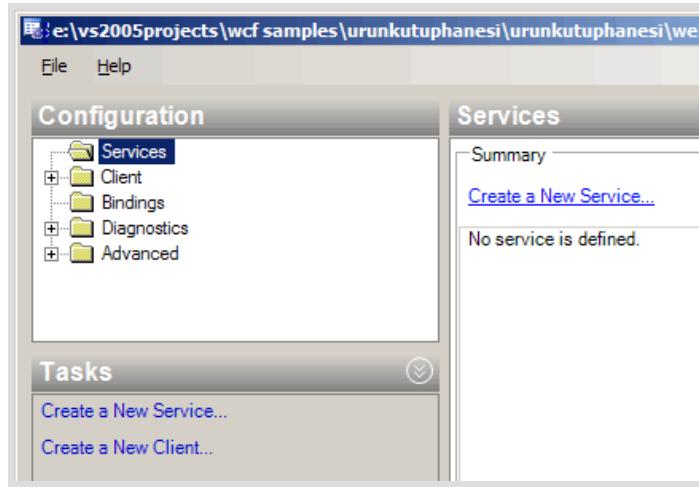 e:\vs2005projects\wcf samples\urunkutuphanesi\urunkutuphanesi\we
File Help
Configuration
Services
Client
Bindings
Diagnostics
Advanced
Tasks
Create a New Service...
Create a New Client...
Services
Summary
Create a New Service...
No service is defined.